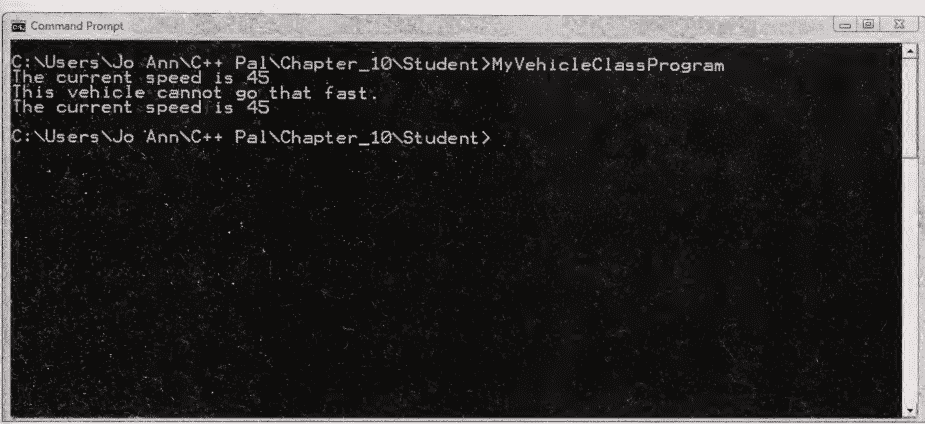 Command Prompt
C:\Users\Jo Ann\C++ Pal\Chapter_10\Student>MyVehicleClassProgram
The current speed is 45
This vehicle cannot go that fast.
The current speed is 45
C:\Users\Jo Ann\C++ Pal\Chapter_10\Student>